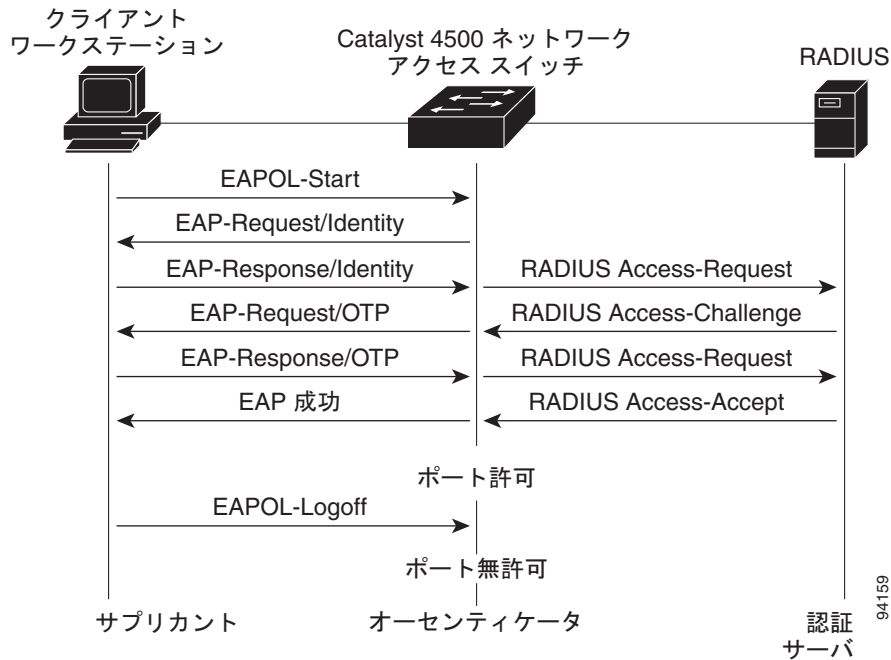 クライアント
ワークステーション
Catalyst 4500 ネットワーク
アクセス スイッチ
RADIUS
EAPOL-Start
EAP-Request/Identity
EAP-Response/Identity
RADIUS Access-Request
EAP-Request/OTP
RADIUS Access-Challenge
EAP-Response/OTP
RADIUS Access-Request
EAP 成功
RADIUS Access-Accept
ポート許可
EAPOL-Logoff
ポート無許可
サプリカント
オーセンティケータ
認証
サーバ
94159